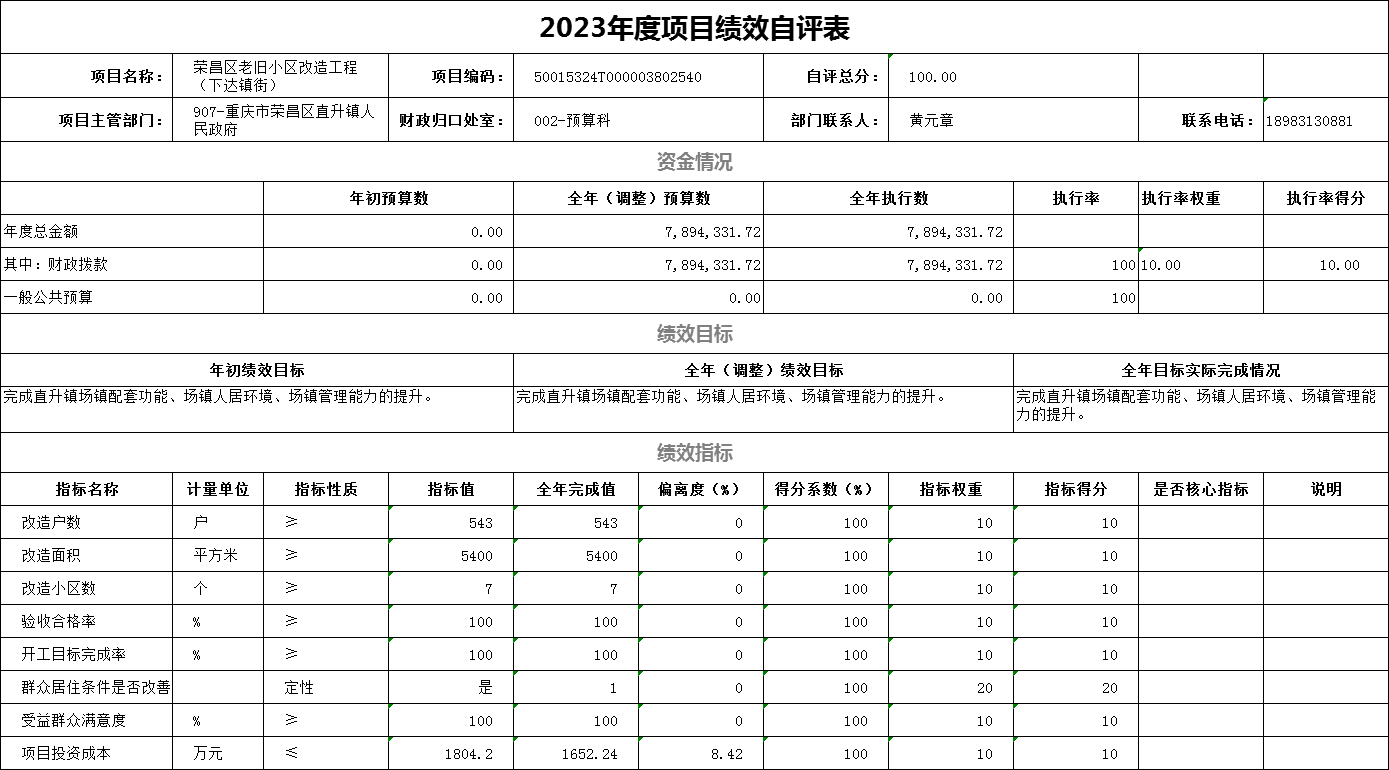 2023年度项目绩效自评表
项目名称： 荣昌区老旧小区改造工程（下达镇街） 项目编码： 50015324T000003802540 自评总分： 100.00
项目主管部门： 907-重庆市荣昌区直升镇人民政府 财政归口处室： 002-预算科 部门联系人： 黄元章 联系电话： 18983130881
资金情况
年初预算数 全年（调整）预算数 全年执行数 执行率 执行率权重 执行率得分
年度总金额 0.00 7,894,331.72 7,894,331.72
其中：财政拨款 0.00 7,894,331.72 7,894,331.72 100 10.00 10.00
一般公共预算 0.00 0.00 0.00 100
绩效目标
年初绩效目标 全年（调整）绩效目标 全年目标实际完成情况
完成直升镇场镇配套功能、场镇人居环境、场镇管理能力的提升。 完成直升镇场镇配套功能、场镇人居环境、场镇管理能力的提升。 完成直升镇场镇配套功能、场镇人居环境、场镇管理能力的提升。
绩效指标
指标名称 计量单位 指标性质 指标值 全年完成值 偏离度（%） 得分系数（%） 指标权重 指标得分 是否核心指标 说明
改造户数 户 ≥ 543 543 0 100 10 10
改造面积 平方米 ≥ 5400 5400 0 100 10 10
改造小区数 个 ≥ 7 7 0 100 10 10
验收合格率 % ≥ 100 100 0 100 10 10
开工目标完成率 % ≥ 100 100 0 100 10 10
群众居住条件是否改善 定性 是 1 0 100 20 20
受益群众满意度 % ≥ 100 100 0 100 10 10
项目投资成本 万元 ≤ 1804.2 1652.24 8.42 100 10 10